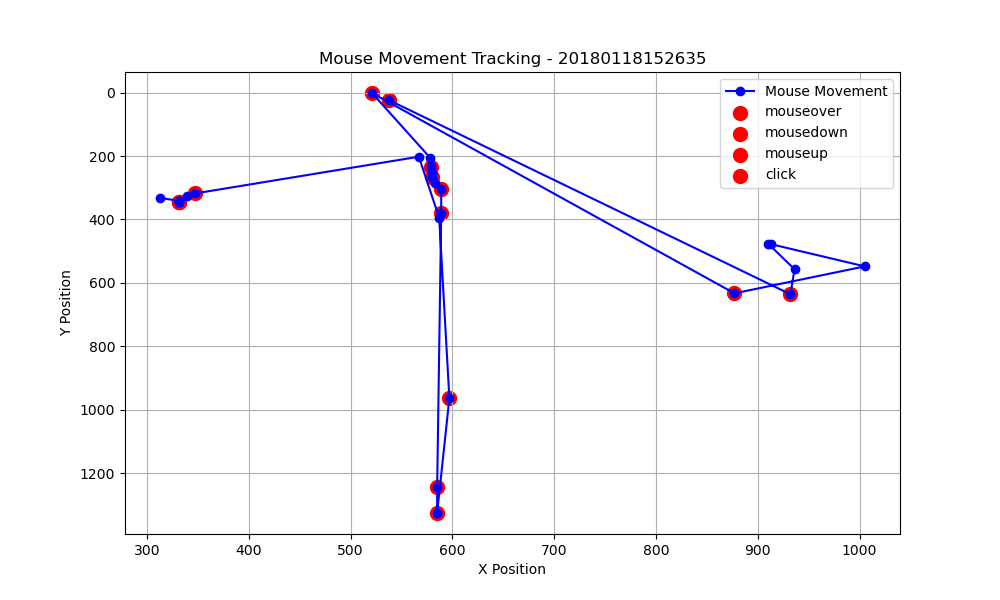 Mouse Movement Tracking - 20180118152635
Mouse Movement
mouseover
mousedown
mouseup
click
Y Position
0
200
400
600
800
1000
1200
300 400 500 600 700 800 900 1000
X Position